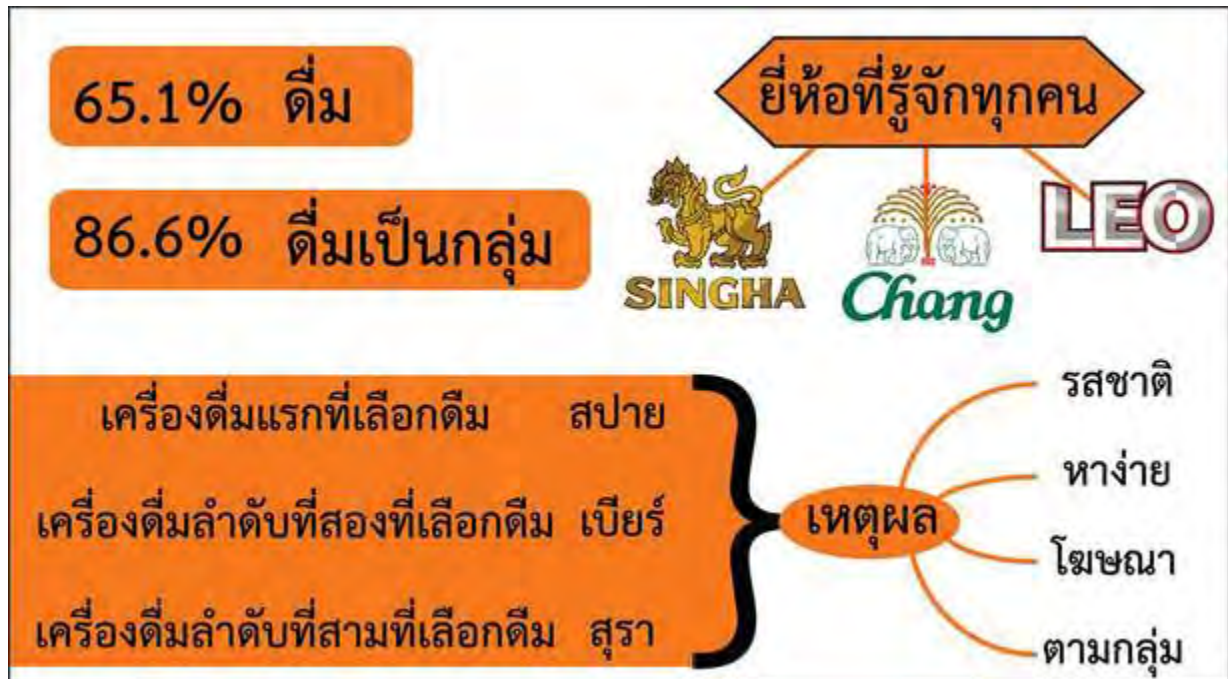 65.1% ดื่ม
86.6% ดื่มเป็นกลุ่ม
ยี่ห้อที่รู้จักทุกคน
SINGHA
Chang
LEO
เครื่องดื่มแรกที่เลือกดืม สปาย
เครื่องดื่มลำดับที่สองที่เลือกดืม เบียร์
เครื่องดื่มลำดับที่สามที่เลือกดืม สุรา
เหตุผล
รสชาติ
หาง่าย
โฆษณา
ตามกลุ่ม